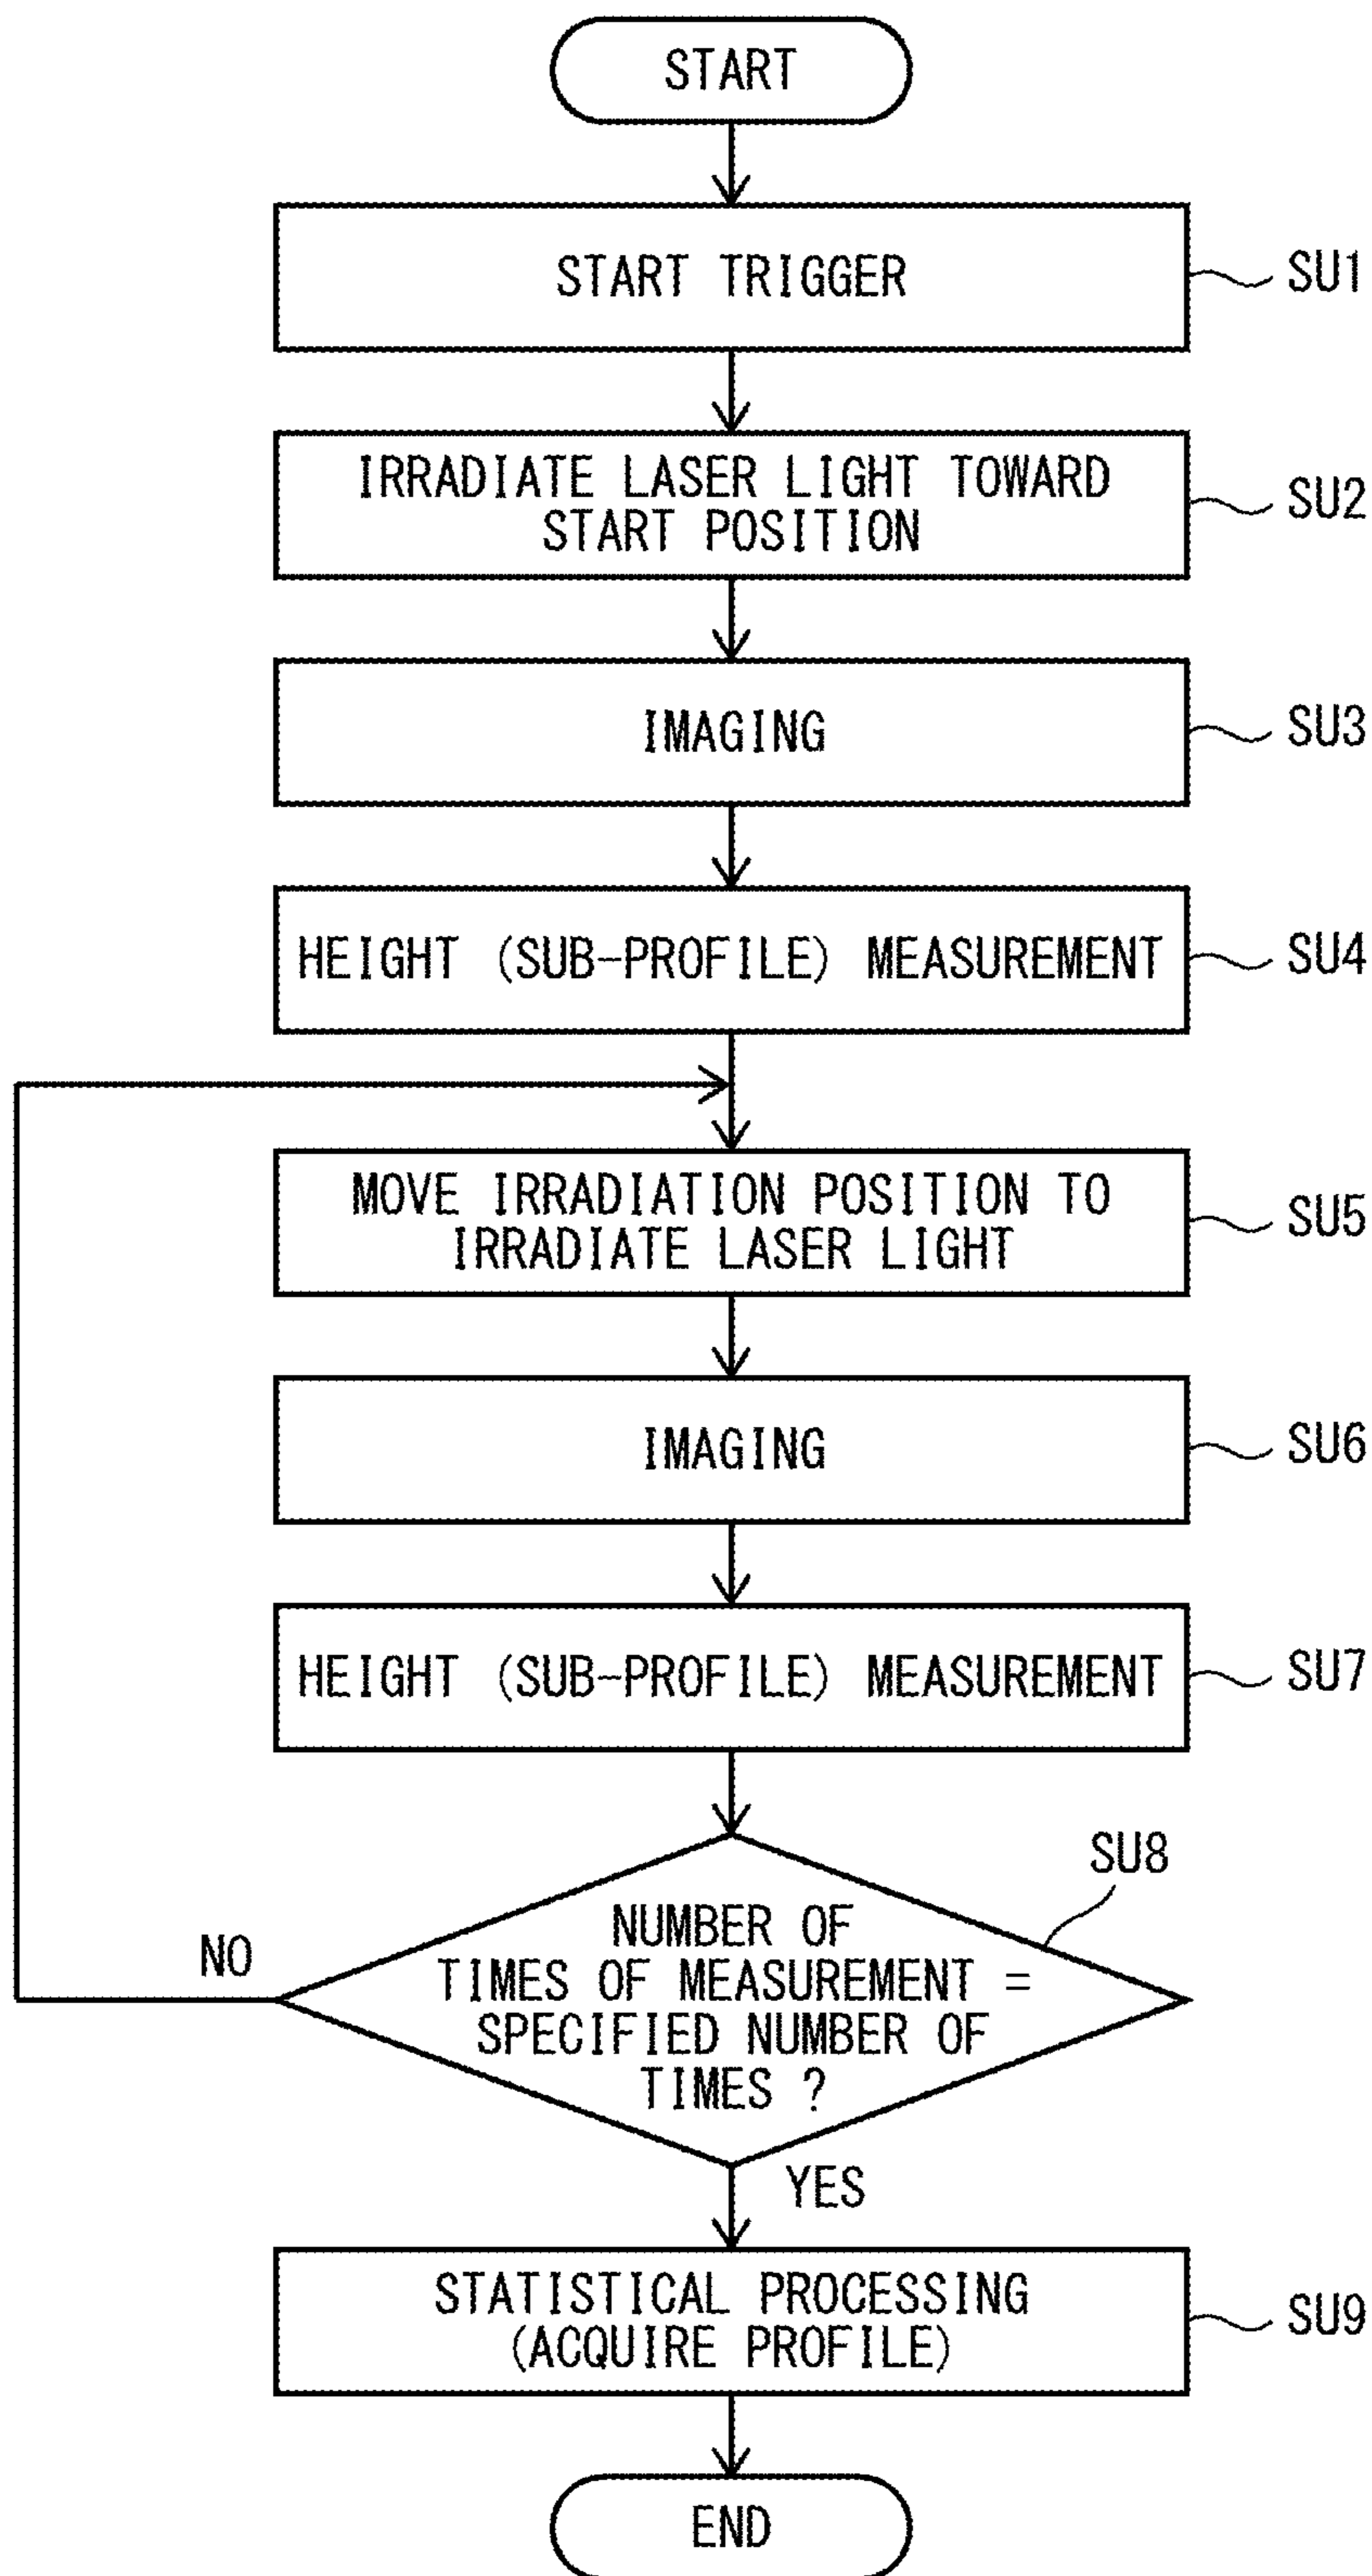 START
START TRIGGER
SU1
IRRADIATE LASER LIGHT TOWARD
START POSITION
SU2
IMAGING
SU3
HEIGHT (SUB-PROFILE) MEASUREMENT
SU4
MOVE IRRADIATION POSITION TO
IRRADIATE LASER LIGHT
SU5
IMAGING
SU6
HEIGHT (SUB-PROFILE) MEASUREMENT
SU7
SU8
NUMBER OF
TIMES OF MEASUREMENT =
SPECIFIED NUMBER OF
TIMES ?
NO
YES
STATISTICAL PROCESSING
(ACQUIRE PROFILE)
SU9
END